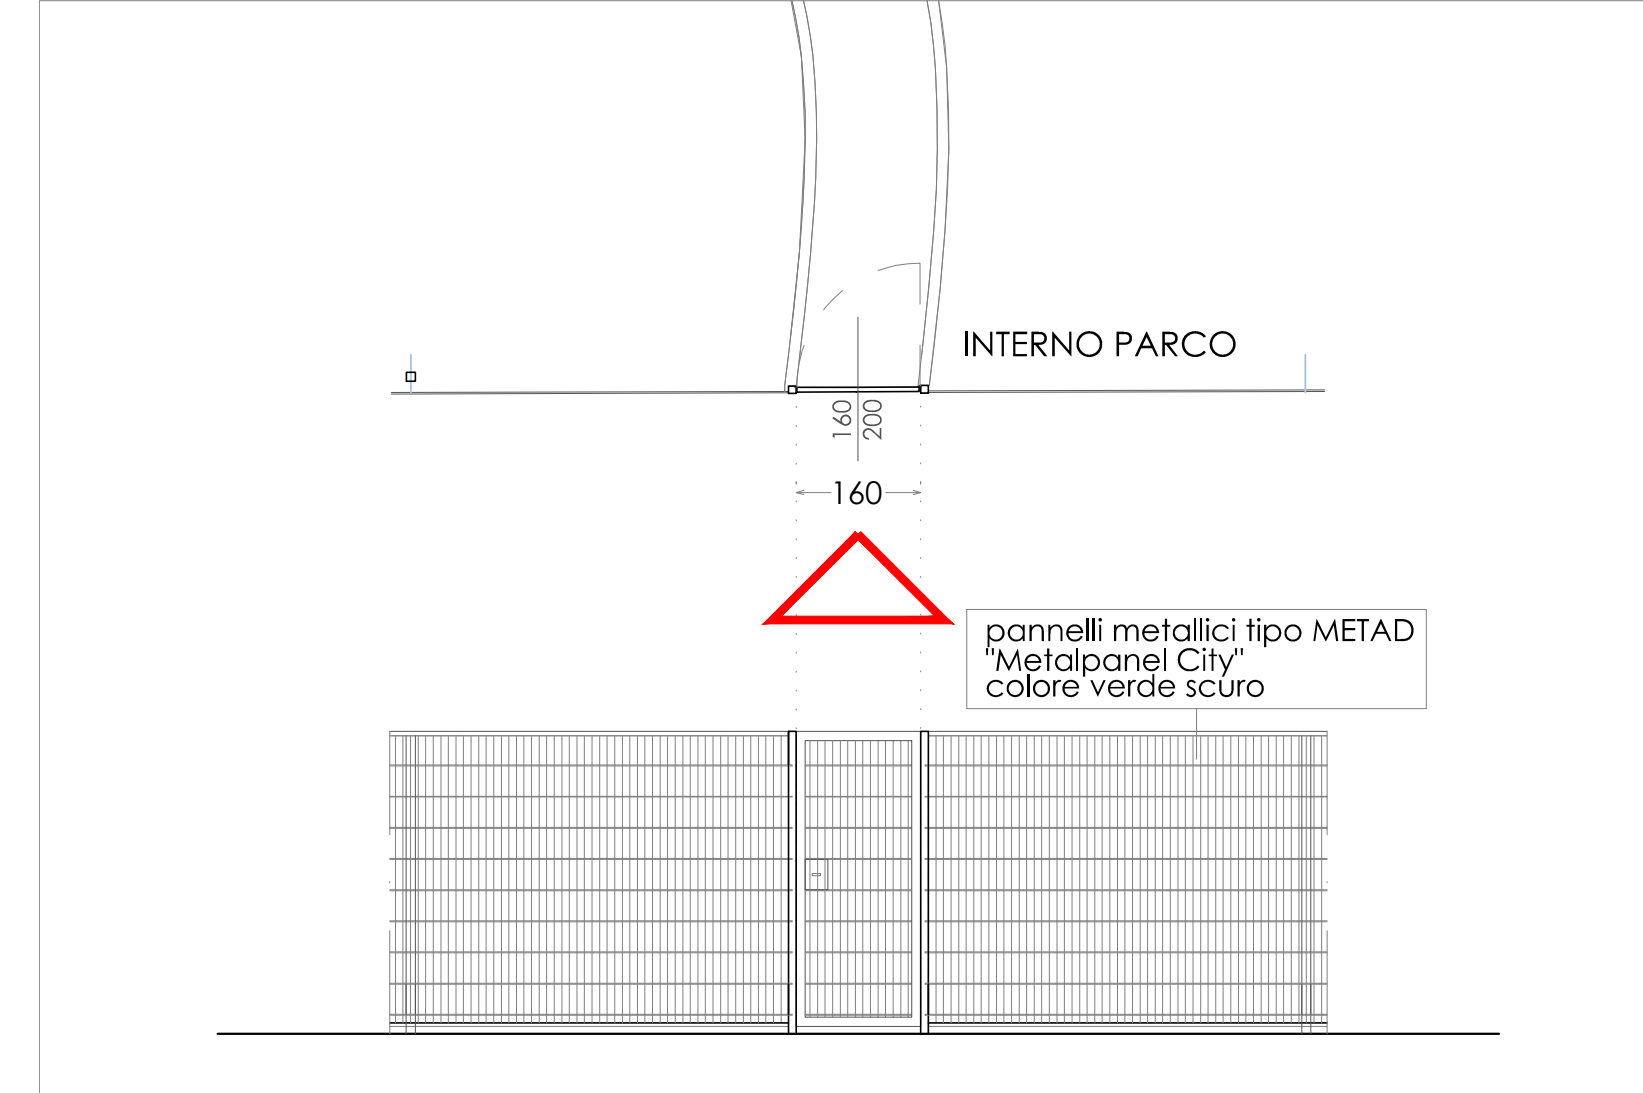 INTERNO PARCO
160
200
160
pannelli metallici tipo METAD
"Metalpanel City"
colore verde scuro